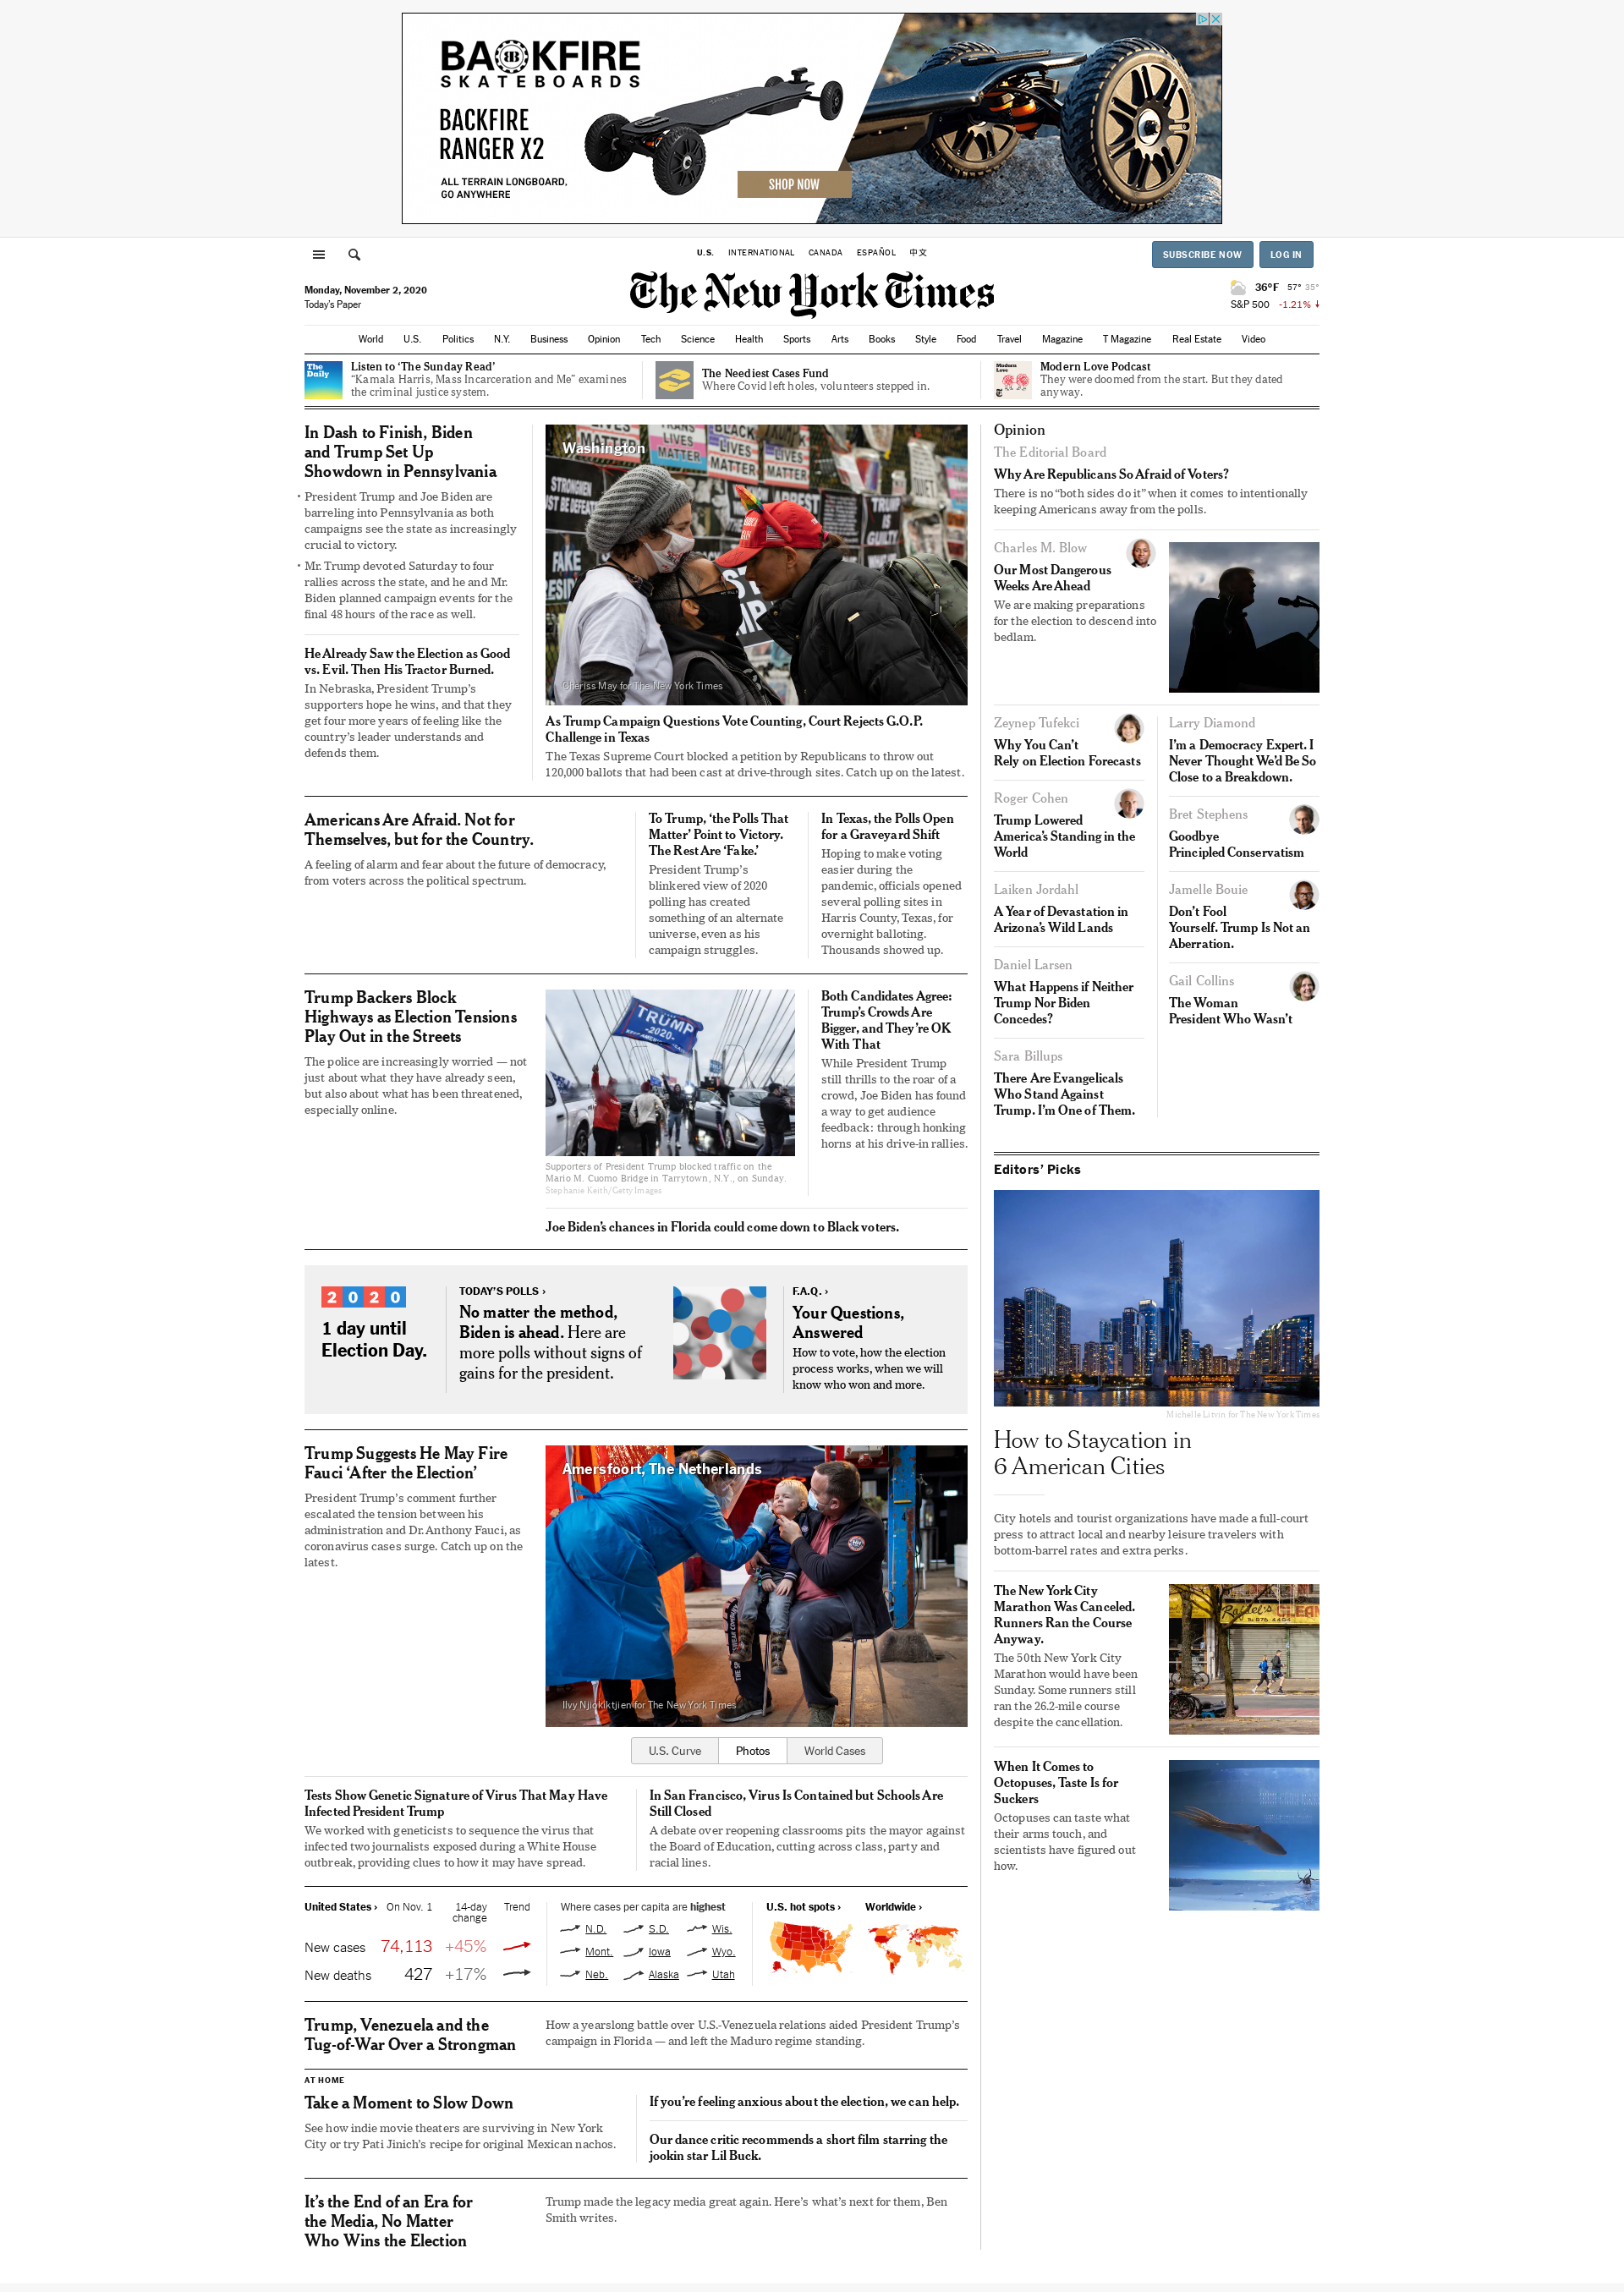 BACKFIRE
SKATEBOARDS
BACKFIRE
RANGER X2
ALL TERRAIN LONGBOARD.
GO ANYWHERE
SHOP NOW
U.S. INTERNATIONAL CANADA ESPAÑOL 中文
SUBSCRIBE NOW LOG IN
Monday, November 2, 2020
Today's Paper
The New York Times
36°F 57° 35°
S&P 500 -1.21%
World U.S. Politics N.Y. Business Opinion Tech Science Health Sports Arts Books Style Food Travel Magazine T Magazine Real Estate Video
The
Daily
Listen to ‘The Sunday Read’
“Kamala Harris, Mass Incarceration and Me” examines
the criminal justice system.
The Neediest Cases Fund
Where Covid left holes, volunteers stepped in.
Modern
Love
Modern Love Podcast
They were doomed from the start. But they dated
anyway.
In Dash to Finish, Biden
and Trump Set Up
Showdown in Pennsylvania
• President Trump and Joe Biden are
barreling into Pennsylvania as both
campaigns see the state as increasingly
crucial to victory.
• Mr. Trump devoted Saturday to four
rallies across the state, and he and Mr.
Biden planned campaign events for the
final 48 hours of the race as well.
He Already Saw the Election as Good
vs. Evil. Then His Tractor Burned.
In Nebraska, President Trump’s
supporters hope he wins, and that they
get four more years of feeling like the
country’s leader understands and
defends them.
Washington
Cheriss May for The New York Times
As Trump Campaign Questions Vote Counting, Court Rejects G.O.P.
Challenge in Texas
The Texas Supreme Court blocked a petition by Republicans to throw out
120,000 ballots that had been cast at drive-through sites. Catch up on the latest.
Americans Are Afraid. Not for
Themselves, but for the Country.
A feeling of alarm and fear about the future of democracy,
from voters across the political spectrum.
To Trump, ‘the Polls That
Matter’ Point to Victory.
The Rest Are ‘Fake.’
President Trump’s
blinkered view of 2020
polling has created
something of an alternate
universe, even as his
campaign struggles.
In Texas, the Polls Open
for a Graveyard Shift
Hoping to make voting
easier during the
pandemic, officials opened
several polling sites in
Harris County, Texas, for
overnight balloting.
Thousands showed up.
Trump Backers Block
Highways as Election Tensions
Play Out in the Streets
The police are increasingly worried — not
just about what they have already seen,
but also about what has been threatened,
especially online.
TRUMP
2020
Supporters of President Trump blocked traffic on the
Mario M. Cuomo Bridge in Tarrytown, N.Y., on Sunday.
Stephanie Keith/Getty Images
Both Candidates Agree:
Trump’s Crowds Are
Bigger, and They’re OK
With That
While President Trump
still thrills to the roar of a
crowd, Joe Biden has found
a way to get audience
feedback: through honking
horns at his drive-in rallies.
Joe Biden’s chances in Florida could come down to Black voters.
2020
1 day until
Election Day.
TODAY’S POLLS ›
No matter the method,
Biden is ahead. Here are
more polls without signs of
gains for the president.
F.A.Q. ›
Your Questions,
Answered
How to vote, how the election
process works, when we will
know who won and more.
Trump Suggests He May Fire
Fauci ‘After the Election’
President Trump’s comment further
escalated the tension between his
administration and Dr. Anthony Fauci, as
coronavirus cases surge. Catch up on the
latest.
Amersfoort, The Netherlands
Ilvy Njiokiktjien for The New York Times
U.S. Curve Photos World Cases
Tests Show Genetic Signature of Virus That May Have
Infected President Trump
We worked with geneticists to sequence the virus that
infected two journalists exposed during a White House
outbreak, providing clues to how it may have spread.
In San Francisco, Virus Is Contained but Schools Are
Still Closed
A debate over reopening classrooms pits the mayor against
the Board of Education, cutting across class, party and
racial lines.
United States › On Nov. 1 14-day
change Trend
New cases 74,113 +45%
New deaths 427 +17%
Where cases per capita are highest
N.D. S.D. Wis.
Mont. Iowa Wyo.
Neb. Alaska Utah
U.S. hot spots › Worldwide ›
Trump, Venezuela and the
Tug-of-War Over a Strongman
How a yearslong battle over U.S.-Venezuela relations aided President Trump’s
campaign in Florida — and left the Maduro regime standing.
AT HOME
Take a Moment to Slow Down
See how indie movie theaters are surviving in New York
City or try Pati Jinich’s recipe for original Mexican nachos.
If you’re feeling anxious about the election, we can help.
Our dance critic recommends a short film starring the
jookin star Lil Buck.
It’s the End of an Era for
the Media, No Matter
Who Wins the Election
Trump made the legacy media great again. Here’s what’s next for them, Ben
Smith writes.
Opinion
The Editorial Board
Why Are Republicans So Afraid of Voters?
There is no “both sides do it” when it comes to intentionally
keeping Americans away from the polls.
Charles M. Blow
Our Most Dangerous
Weeks Are Ahead
We are making preparations
for the election to descend into
bedlam.
Zeynep Tufekci
Why You Can’t
Rely on Election Forecasts
Roger Cohen
Trump Lowered
America’s Standing in the
World
Laiken Jordahl
A Year of Devastation in
Arizona’s Wild Lands
Daniel Larsen
What Happens if Neither
Trump Nor Biden
Concedes?
Sara Billups
There Are Evangelicals
Who Stand Against
Trump. I’m One of Them.
Larry Diamond
I’m a Democracy Expert. I
Never Thought We’d Be So
Close to a Breakdown.
Bret Stephens
Goodbye
Principled Conservatism
Jamelle Bouie
Don’t Fool
Yourself. Trump Is Not an
Aberration.
Gail Collins
The Woman
President Who Wasn’t
Editors’ Picks
Michelle Litvin for The New York Times
How to Staycation in
6 American Cities
City hotels and tourist organizations have made a full-court
press to attract local and nearby leisure travelers with
bottom-barrel rates and extra perks.
The New York City
Marathon Was Canceled.
Runners Ran the Course
Anyway.
The 50th New York City
Marathon would have been
Sunday. Some runners still
ran the 26.2-mile course
despite the cancellation.
When It Comes to
Octopuses, Taste Is for
Suckers
Octopuses can taste what
their arms touch, and
scientists have figured out
how.